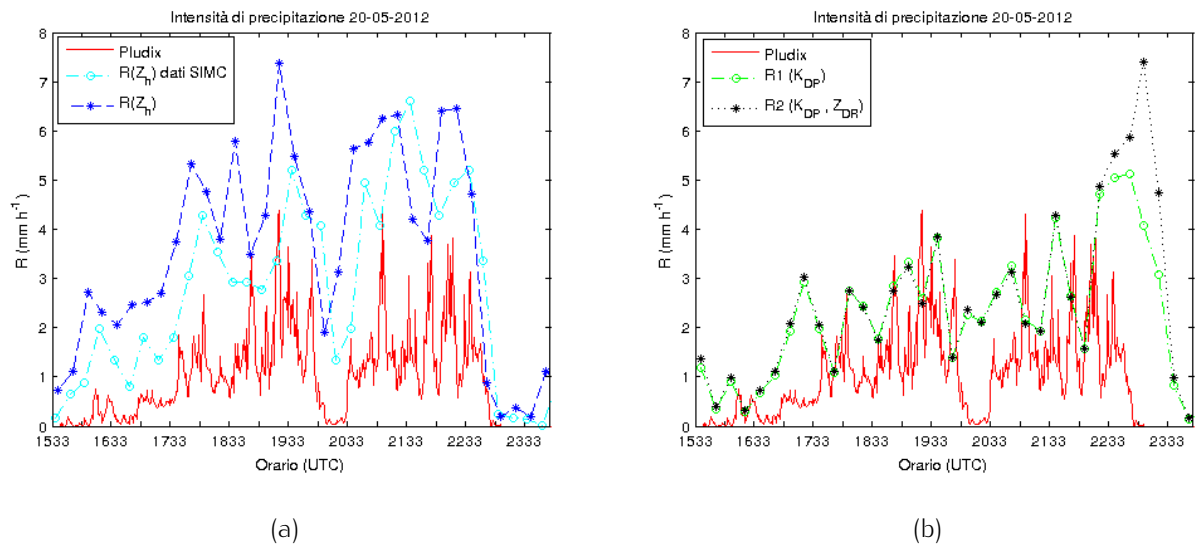 Intensità di precipitazione 20-05-2012
Pludix
R(Z_h) dati SIMC
R(Z_h)
R (mm h⁻¹)
8
7
6
5
4
3
2
1
0
1533 1633 1733 1833 1933 2033 2133 2233 2333
Orario (UTC)
(a)
Intensità di precipitazione 20-05-2012
Pludix
R1 (K_DP)
R2 (K_DP , Z_DR)
R (mm h⁻¹)
8
7
6
5
4
3
2
1
0
1533 1633 1733 1833 1933 2033 2133 2233 2333
Orario (UTC)
(b)